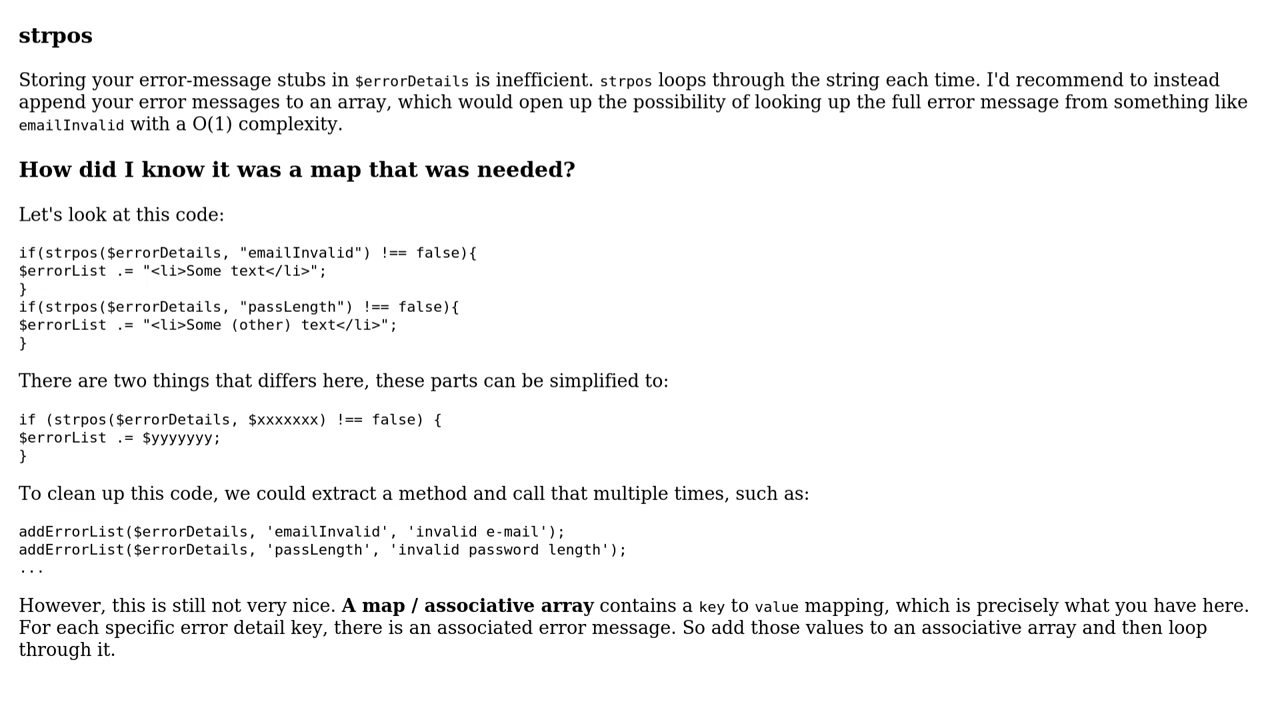 strpos
Storing your error-message stubs in $errorDetails is inefficient. strpos loops through the string each time. I'd recommend to instead
append your error messages to an array, which would open up the possibility of looking up the full error message from something like
emailInvalid with a O(1) complexity.
How did I know it was a map that was needed?
Let's look at this code:
if(strpos($errorDetails, "emailInvalid") !== false){
$errorList .= "<li>Some text</li>";
}
if(strpos($errorDetails, "passLength") !== false){
$errorList .= "<li>Some (other) text</li>";
}
There are two things that differs here, these parts can be simplified to:
if (strpos($errorDetails, $xxxxxxx) !== false) {
$errorList .= $yyyyyyy;
}
To clean up this code, we could extract a method and call that multiple times, such as:
addErrorList($errorDetails, 'emailInvalid', 'invalid e-mail');
addErrorList($errorDetails, 'passLength', 'invalid password length');
...
However, this is still not very nice. A map / associative array contains a key to value mapping, which is precisely what you have here.
For each specific error detail key, there is an associated error message. So add those values to an associative array and then loop
through it.